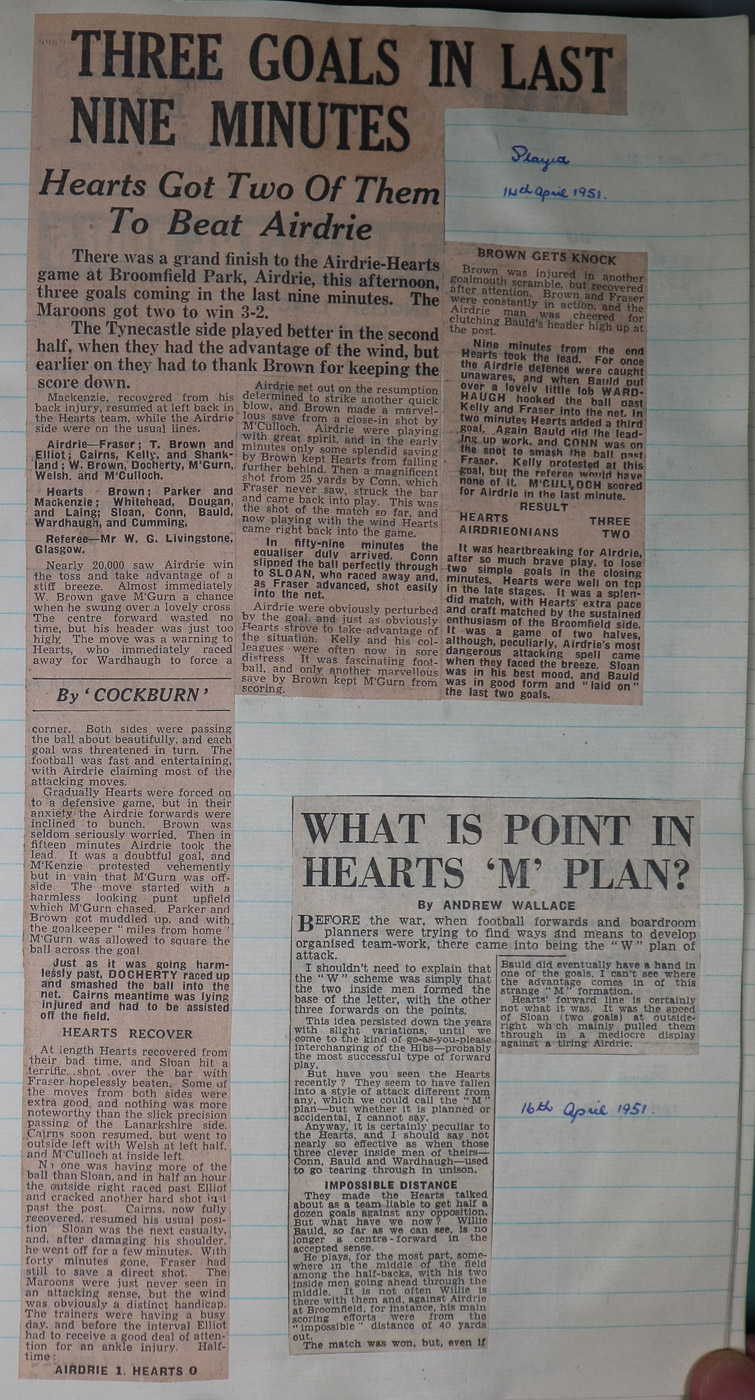 THREE GOALS IN LAST
NINE MINUTES
Hearts Got Two Of Them
To Beat Airdrie
There was a grand finish to the Airdrie-Hearts
game at Broomfield Park, Airdrie, this afternoon,
three goals coming in the last nine minutes. The
Maroons got two to win 3-2.
The Tynecastle side played better in the second
half, when they had the advantage of the wind, but
earlier on they had to thank Brown for keeping the
score down.
Mackenzie, recovered from his
back injury, resumed at left back in
the Hearts team, while the Airdrie
side were on the usual lines.
Airdrie—Fraser; T. Brown and
Elliot; Cairns, Kelly, and Shank-
land; W. Brown, Docherty, M'Gurn,
Welsh, and M'Culloch.
Hearts—Brown; Parker and
Mackenzie; Whitehead, Dougan,
and Laing; Sloan, Conn, Bauld,
Wardhaugh, and Cumming.
Referee—Mr W. G. Livingstone,
Glasgow.
Nearly 20,000 saw Airdrie win
the toss and take advantage of a
stiff breeze. Almost immediately
W. Brown gave M'Gurn a chance
when he swung over a lovely cross
The centre forward wasted no
time, but his header was just too
high. The move was a warning to
Hearts, who immediately raced
away for Wardhaugh to force a
By 'COCKBURN'
corner. Both sides were passing
the ball about beautifully, and each
goal was threatened in turn. The
football was fast and entertaining,
with Airdrie claiming most of the
attacking moves.
Gradually Hearts were forced on
to a defensive game, but in their
anxiety the Airdrie forwards were
inclined to bunch. Brown was
seldom seriously worried. Then in
fifteen minutes Airdrie took the
lead. It was a doubtful goal, and
M'Kenzie protested vehemently
but in vain that M'Gurn was off-
side. The move started with a
harmless looking punt upfield
which M'Gurn chased. Parker and
Brown got muddled up, and with
the goalkeeper "miles from home"
M'Gurn was allowed to square the
ball across the goal.
Just as it was going harm-
lessly past, DOCHERTY raced up
and smashed the ball into the
net. Cairns meantime was lying
injured and had to be assisted
off the field.
HEARTS RECOVER
At length Hearts recovered from
their bad time, and Sloan hit a
terrific shot over the bar with
Fraser hopelessly beaten. Some of
the moves from both sides were
extra good, and nothing was more
noteworthy than the slick precision
passing of the Lanarkshire side.
Cairns soon resumed, but went to
outside left with Welsh at left half,
and M'Culloch at inside left.
No one was having more of the
ball than Sloan, and in half an hour
the outside right raced past Elliot
and cracked another hard shot just
past the post. Cairns, now fully
recovered, resumed his usual posi-
tion Sloan was the next casualty,
and, after damaging his shoulder,
he went off for a few minutes. With
forty minutes gone, Fraser had
still to save a direct shot. The
Maroons were just never seen in
an attacking sense, but the wind
was obviously a distinct handicap.
The trainers were having a busy
day, and before the interval Elliot
had to receive a good deal of atten-
tion for an ankle injury. Half-
time:
AIRDRIE 1, HEARTS 0
Airdrie set out on the resumption
determined to strike another quick
blow, and Brown made a marvel-
lous save from a close-in shot by
M'Culloch. Airdrie were playing
with great spirit, and in the early
minutes only some splendid saving
by Brown kept Hearts from falling
further behind. Then a magnificent
shot from 25 yards by Conn, which
Fraser never saw, struck the bar
and came back into play. This was
the shot of the match so far, and
now playing with the wind Hearts
came right back into the game.
In fifty-nine minutes the
equaliser duly arrived. Conn
slipped the ball perfectly through
to SLOAN, who raced away and,
as Fraser advanced, shot easily
into the net.
Airdrie were obviously perturbed
by the goal, and just as obviously
Hearts strove to take advantage of
the situation. Kelly and his col-
leagues were often now in sore
distress. It was fascinating foot-
ball, and only another marvellous
save by Brown kept M'Gurn from
scoring.
Played
14th April 1951.
BROWN GETS KNOCK
Brown was injured in another
goalmouth scramble, but recovered
after attention. Brown and Fraser
were constantly in action, and the
Airdrie man was cheered for
clutching Bauld's header high up at
the post.
Nine minutes from the end
Hearts took the lead. For once
the Airdrie defence were caught
unawares, and when Bauld put
over a lovely little lob WARD-
HAUGH hooked the ball past
Kelly and Fraser into the net. In
two minutes Hearts added a third
goal. Again Bauld did the lead-
ing up work, and CONN was on
the spot to smash the ball past
Fraser. Kelly protested at this
goal, but the referee would have
none of it. M'CULLOCH scored
for Airdrie in the last minute.
RESULT
HEARTS THREE
AIRDRIEONIANS TWO
It was heartbreaking for Airdrie,
after so much brave play, to lose
two simple goals in the closing
minutes. Hearts were well on top
in the late stages. It was a splen-
did match, with Hearts' extra pace
and craft matched by the sustained
enthusiasm of the Broomfield side.
It was a game of two halves,
although, peculiarly, Airdrie's most
dangerous attacking spell came
when they faced the breeze. Sloan
was in his best mood, and Bauld
was in good form and "laid on"
the last two goals.
WHAT IS POINT IN
HEARTS 'M' PLAN?
By ANDREW WALLACE
BEFORE the war, when football forwards and boardroom
planners were trying to find ways and means to develop
organised team-work, there came into being the "W" plan of
attack.
I shouldn't need to explain that
the "W" scheme was simply that
the two inside men formed the
base of the letter, with the other
three forwards on the points.
This idea persisted down the years
with slight variations, until we
come to the kind of go-as-you-please
interchanging of the Hibs—probably
the most successful type of forward
play.
But have you seen the Hearts
recently? They seem to have fallen
into a style of attack different from
any, which we could call the "M"
plan—but whether it is planned or
accidental, I cannot say.
Anyway, it is certainly peculiar to
the Hearts, and I should say not
nearly so effective as when those
three clever inside men of theirs—
Conn, Bauld and Wardhaugh—used
to go tearing through in unison.
IMPOSSIBLE DISTANCE
They made the Hearts talked
about as a team liable to get half a
dozen goals against any opposition.
But what have we now? Willie
Bauld, so far as we can see, is no
longer a centre-forward in the
accepted sense.
He plays, for the most part, some-
where in the middle of the field
among the half-backs, with his two
inside men going ahead through the
middle. It is not often Willie is
there with them and, against Airdrie
at Broomfield, for instance, his main
scoring efforts were from the
"impossible" distance of 40 yards
out.
The match was won, but, even if
Bauld did eventually have a hand in
one of the goals, I can't see where
the advantage comes in of this
strange "M" formation.
Hearts' forward line is certainly
not what it was. It was the speed
of Sloan (two goals) at outside-
right which mainly pulled them
through in a mediocre display
against a tiring Airdrie.
16th April 1951.